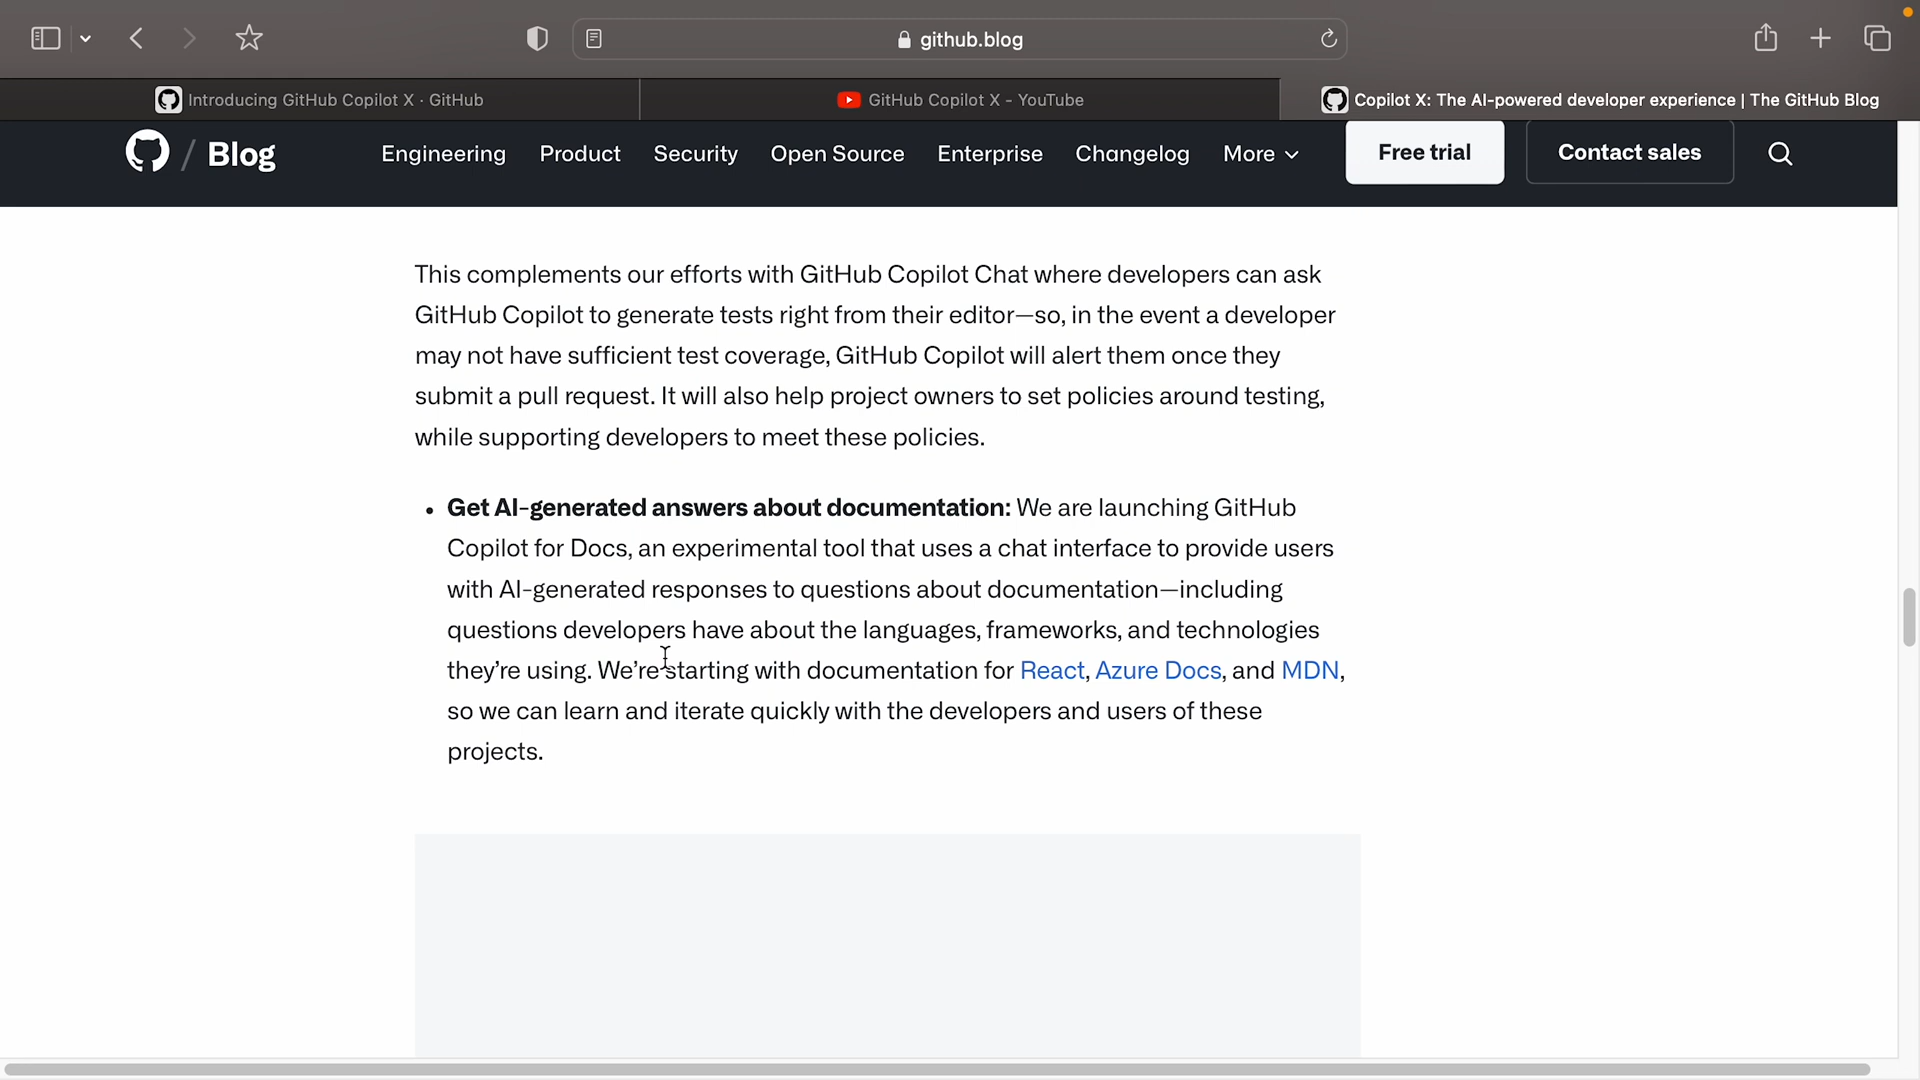 github.blog
Introducing GitHub Copilot X · GitHub
GitHub Copilot X - YouTube
Copilot X: The AI-powered developer experience | The GitHub Blog
/ Blog
Engineering
Product
Security
Open Source
Enterprise
Changelog
More
Free trial
Contact sales
This complements our efforts with GitHub Copilot Chat where developers can ask
GitHub Copilot to generate tests right from their editor—so, in the event a developer
may not have sufficient test coverage, GitHub Copilot will alert them once they
submit a pull request. It will also help project owners to set policies around testing,
while supporting developers to meet these policies.
• Get AI-generated answers about documentation: We are launching GitHub
Copilot for Docs, an experimental tool that uses a chat interface to provide users
with AI-generated responses to questions about documentation—including
questions developers have about the languages, frameworks, and technologies
they’re using. We’re starting with documentation for React, Azure Docs, and MDN,
so we can learn and iterate quickly with the developers and users of these
projects.